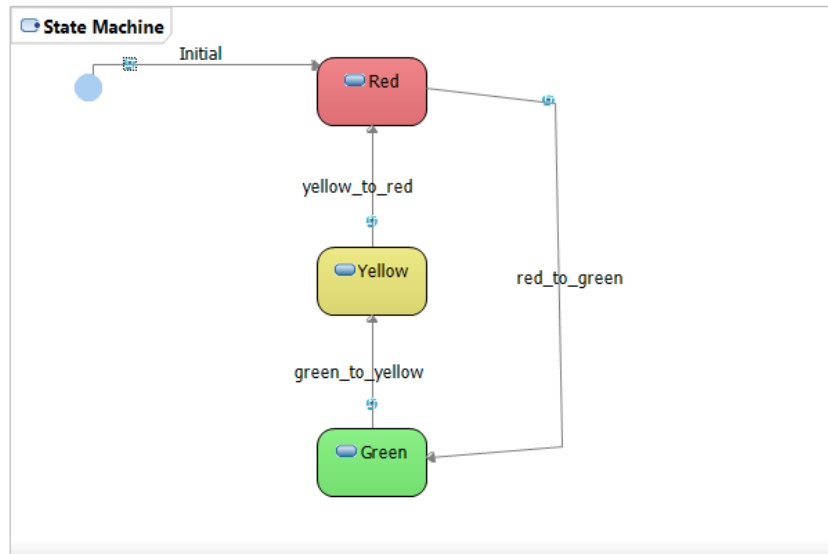 State Machine
Initial
Red
yellow_to_red
Yellow
red_to_green
green_to_yellow
Green